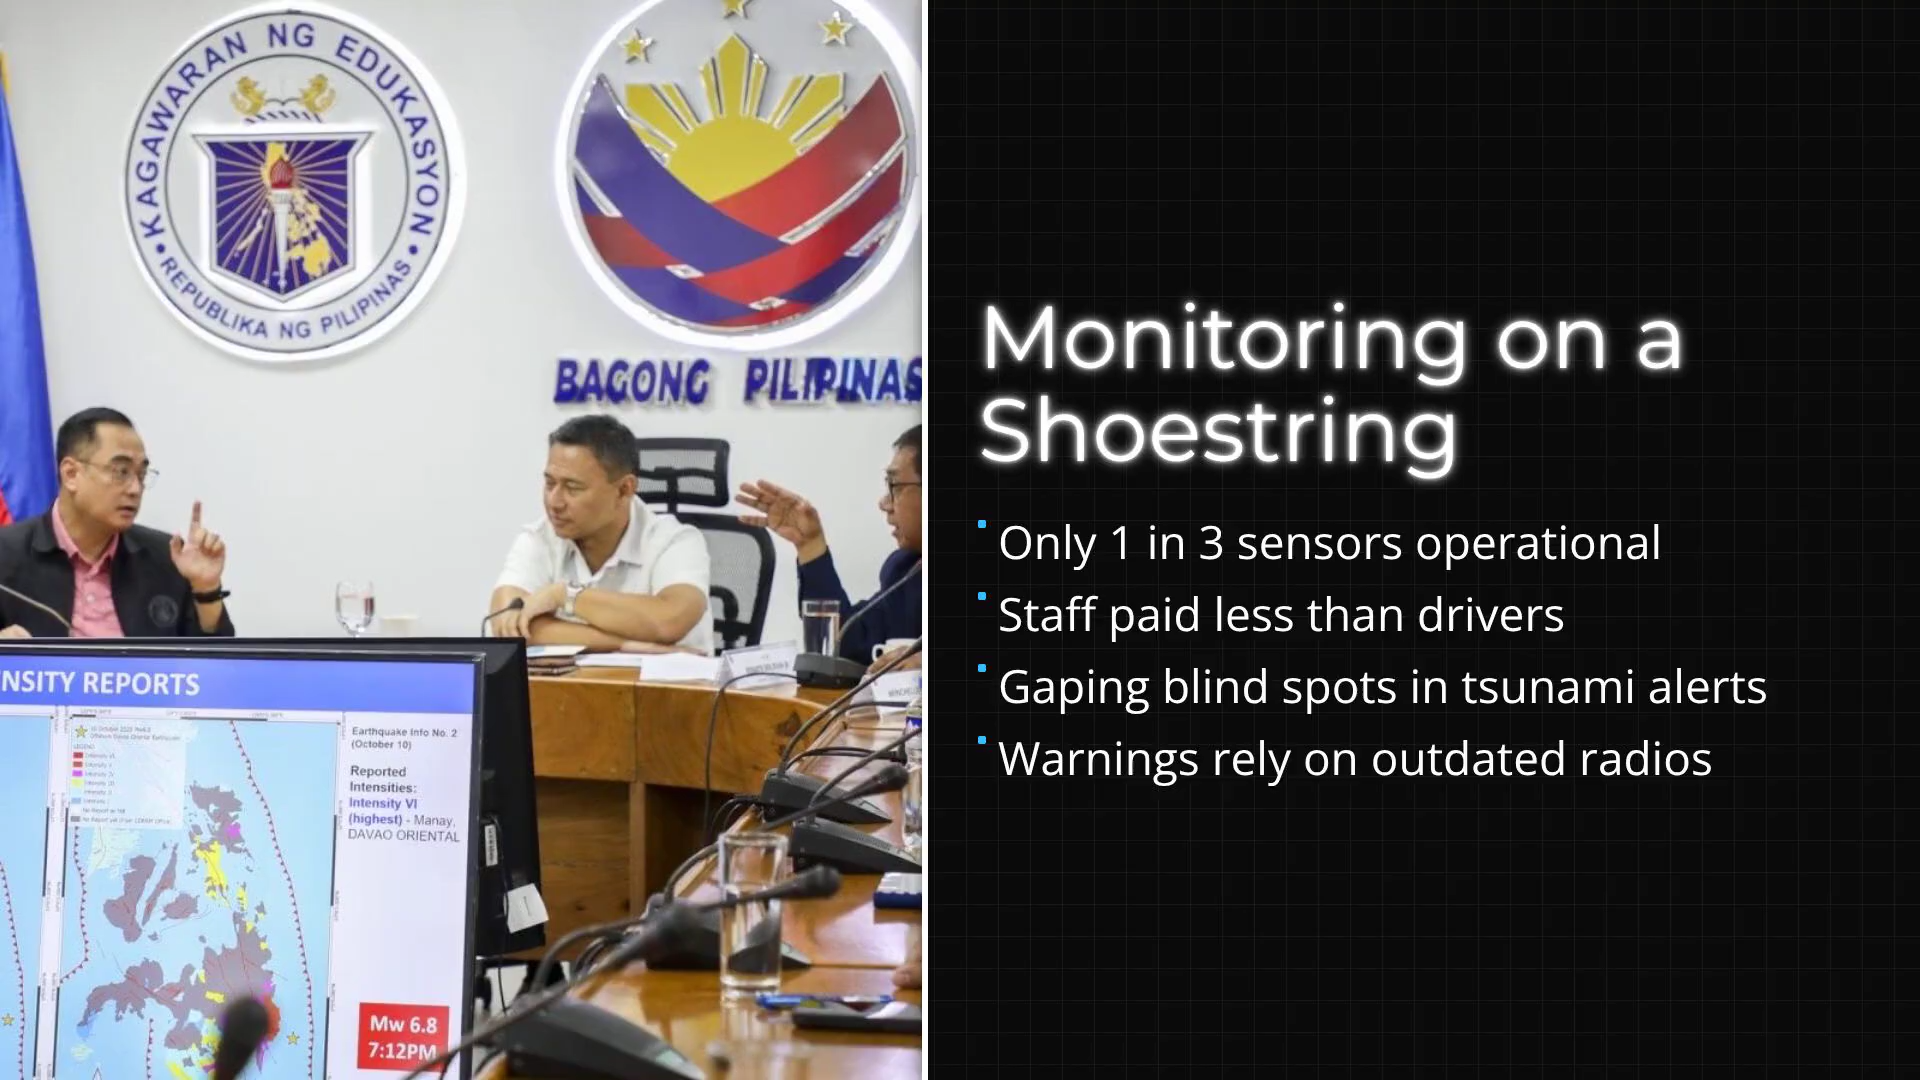 KAGAWARAN NG EDUKASYON
REPUBLIKA NG PILIPINAS
BAGONG PILIPINAS
NSITY REPORTS
Earthquake Info No. 2
(October 10)
Reported
Intensities:
Intensity VI
(highest) - Manay,
DAVAO ORIENTAL
Mw 6.8
7:12PM
Monitoring on a
Shoestring
Only 1 in 3 sensors operational
Staff paid less than drivers
Gaping blind spots in tsunami alerts
Warnings rely on outdated radios